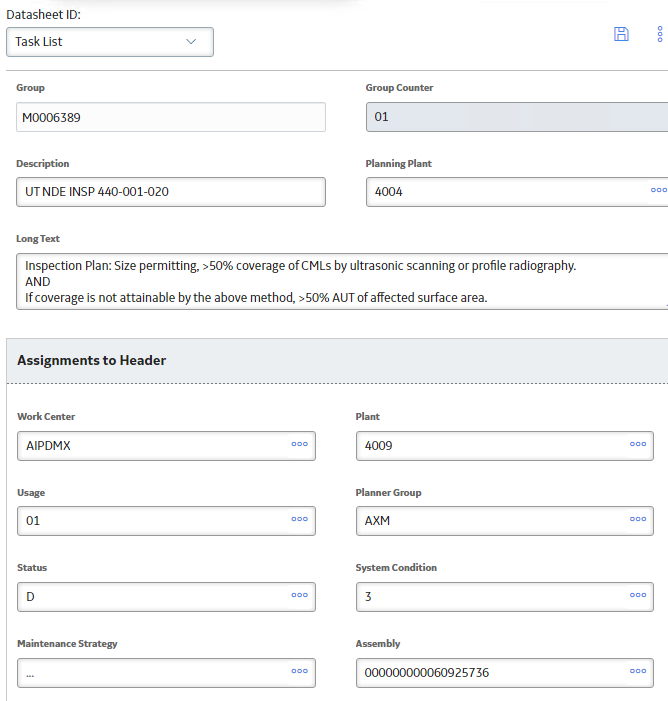 Datasheet ID:
Task List
Group
Group Counter
M0006389
01
Description
Planning Plant
UT NDE INSP 440-001-020
4004
Long Text
Inspection Plan: Size permitting, >50% coverage of CMLs by ultrasonic scanning or profile radiography.
AND
If coverage is not attainable by the above method, >50% AUT of affected surface area.
Assignments to Header
Work Center
Plant
AIPDMX
4009
Usage
Planner Group
01
AXM
Status
System Condition
D
3
Maintenance Strategy
Assembly
...
000000000060925736